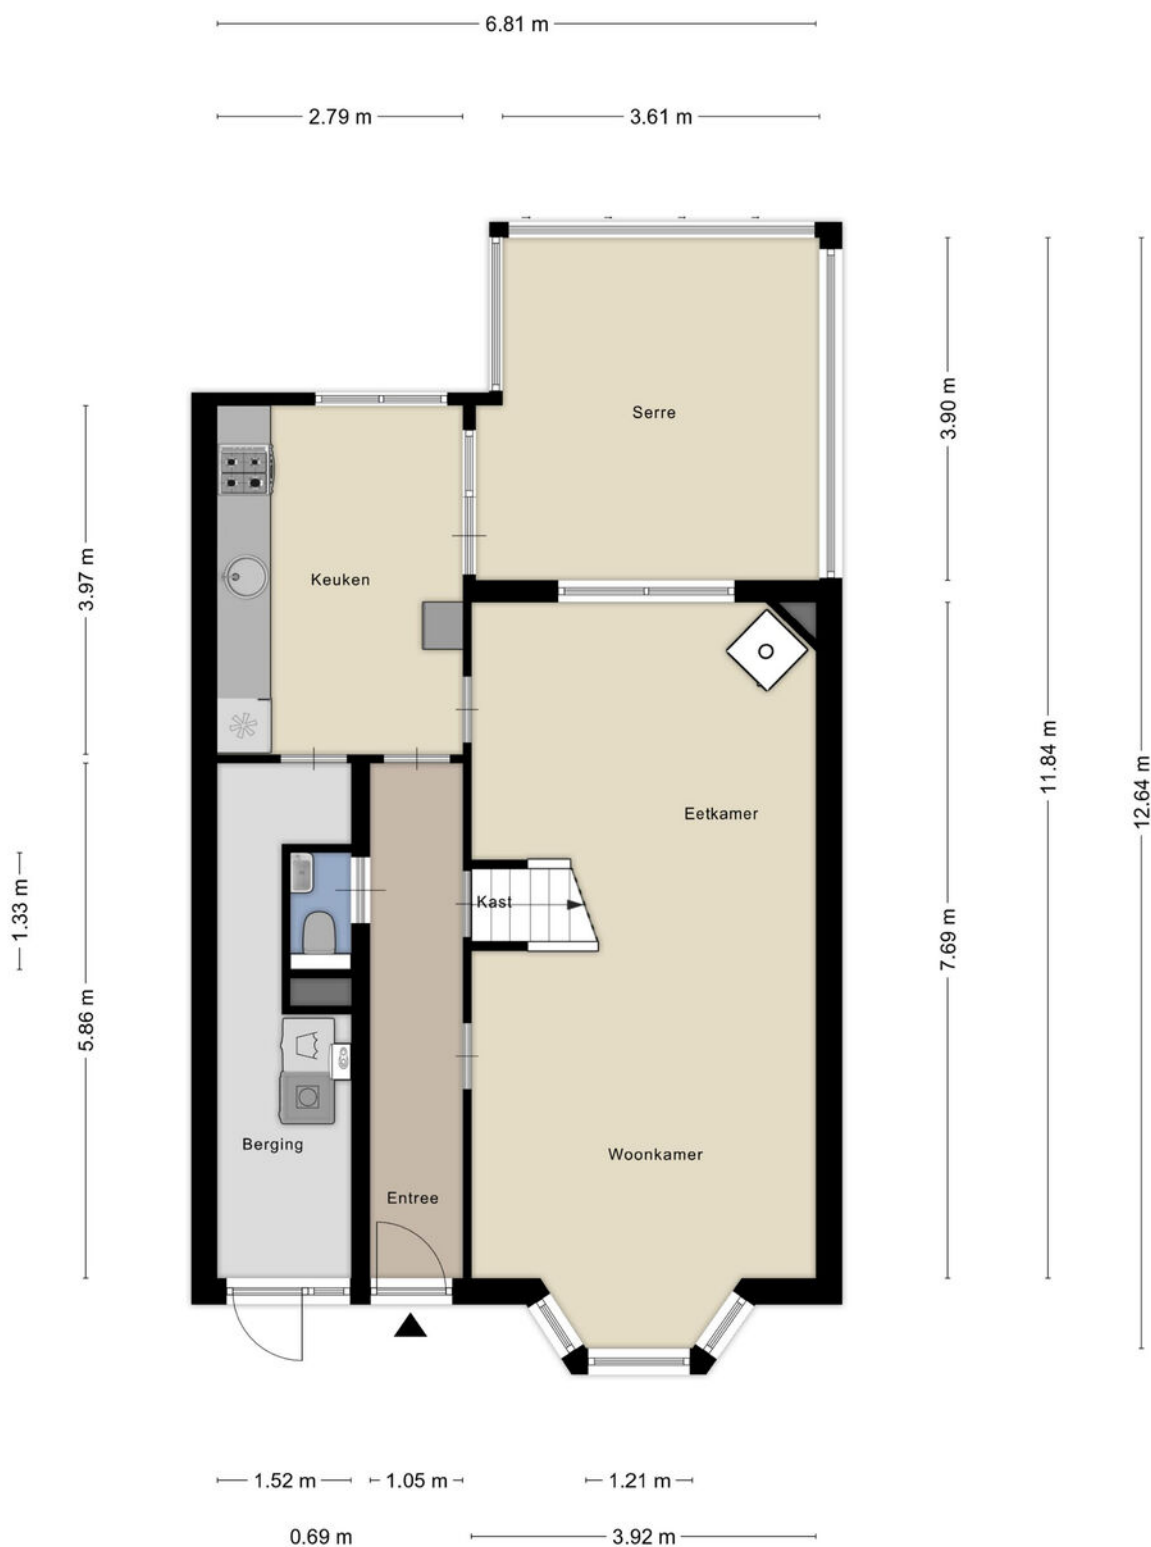 6.81 m
2.79 m
3.61 m
Serre
3.90 m
Keuken
3.97 m
11.84 m
12.64 m
Eetkamer
Kast
1.33 m
7.69 m
5.86 m
Berging
Woonkamer
Entree
1.52 m
1.05 m
1.21 m
0.69 m
3.92 m